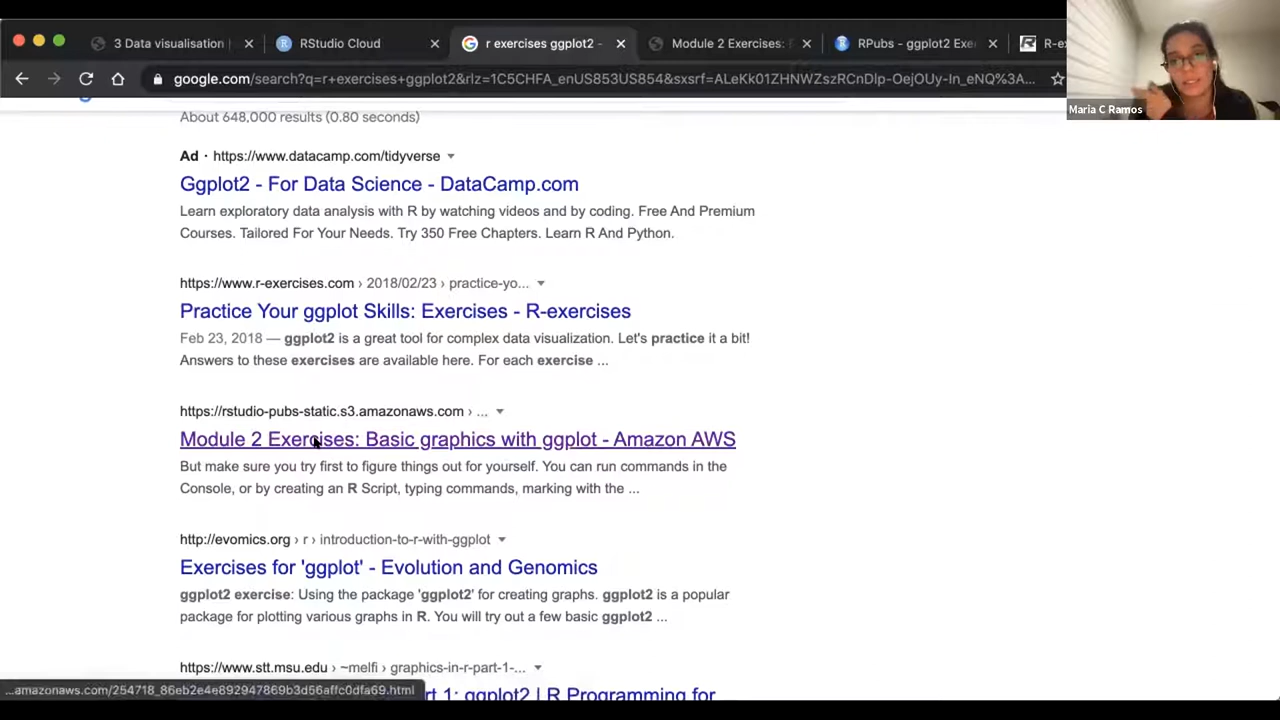 3 Data visualisation
RStudio Cloud
r exercises ggplot2 -
Module 2 Exercises:
RPubs - ggplot2 Exe
R-e
google.com/search?q=r+exercises+ggplot2&rlz=1C5CHFA_enUS853US854&sxsrf=ALeKk01ZHNWZszRCnDlp-OejOUy-In_eNQ%3A...
Maria C Ramos
About 648,000 results (0.80 seconds)
Ad · https://www.datacamp.com/tidyverse
Ggplot2 - For Data Science - DataCamp.com
Learn exploratory data analysis with R by watching videos and by coding. Free And Premium
Courses. Tailored For Your Needs. Try 350 Free Chapters. Learn R And Python.
https://www.r-exercises.com › 2018/02/23 › practice-yo...
Practice Your ggplot Skills: Exercises - R-exercises
Feb 23, 2018 — ggplot2 is a great tool for complex data visualization. Let's practice it a bit!
Answers to these exercises are available here. For each exercise ...
https://rstudio-pubs-static.s3.amazonaws.com › ...
Module 2 Exercises: Basic graphics with ggplot - Amazon AWS
But make sure you try first to figure things out for yourself. You can run commands in the
Console, or by creating an R Script, typing commands, marking with the ...
http://evomics.org › r › introduction-to-r-with-ggplot
Exercises for 'ggplot' - Evolution and Genomics
ggplot2 exercise: Using the package 'ggplot2' for creating graphs. ggplot2 is a popular
package for plotting various graphs in R. You will try out a few basic ggplot2 ...
https://www.stt.msu.edu › ~melfi › graphics-in-r-part-1-...
rt 1: ggplot2 | R Programming for
...amazonaws.com/254718_86eb2e4e892947869b3d56affc0dfa69.html